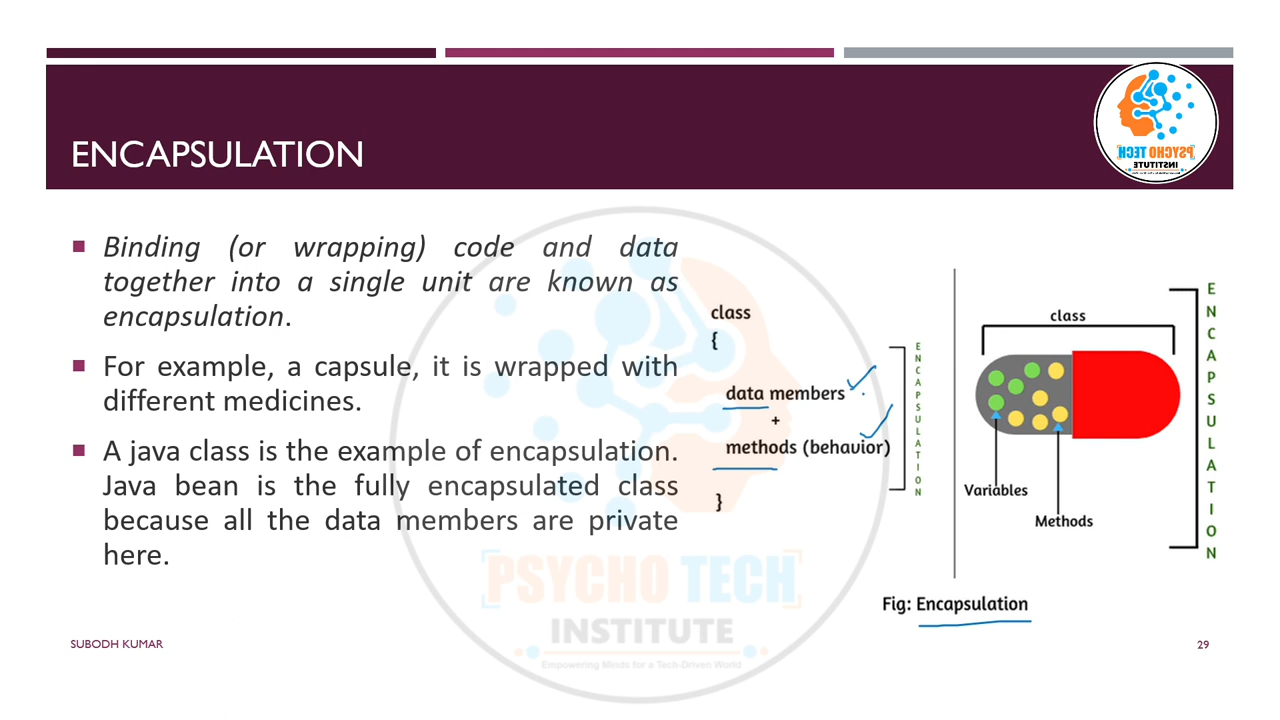 ENCAPSULATION
PSYCHO TECH
INSTITUTE
Binding (or wrapping) code and data
together into a single unit are known as
encapsulation.
For example, a capsule, it is wrapped with
different medicines.
A java class is the example of encapsulation.
Java bean is the fully encapsulated class
because all the data members are private
here.
class
{
data members
+
methods (behavior)
}
ENCAPSULATION
class
Variables
Methods
ENCAPSULATION
Fig: Encapsulation
PSYCHO TECH
INSTITUTE
Empowering Minds for a Tech-Driven World
SUBODH KUMAR
29